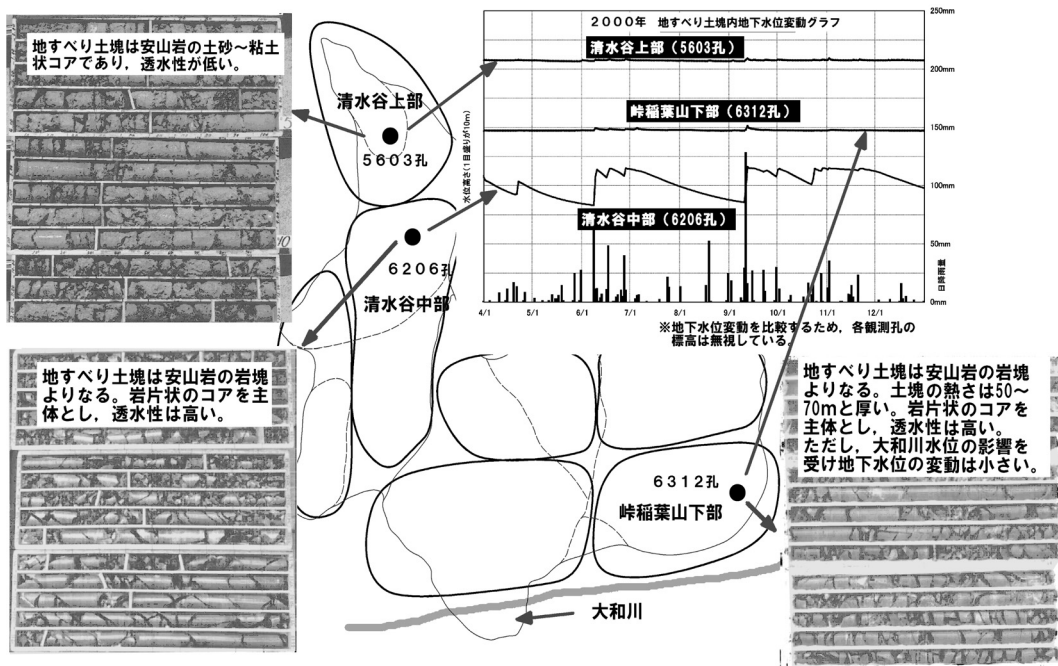 地すべり土塊は安山岩の土砂～粘土
状コアであり，透水性が低い。
清水谷上部
5603孔
6206孔
清水谷中部
2000年 地すべり土塊内地下水位変動グラフ
清水谷上部（5603孔）
峠稲葉山下部（6312孔）
清水谷中部（6206孔）
水位高さ（1目盛りが10m）
250mm
200mm
150mm
100mm
50mm
0mm
日降雨量
4/1 5/1 6/1 7/1 8/1 9/1 10/1 11/1 12/1
※地下水位変動を比較するため，各観測孔の
標高は無視している。
地すべり土塊は安山岩の岩塊
よりなる。岩片状のコアを主
体とし，透水性は高い。
地すべり土塊は安山岩の岩塊
よりなる。土塊の熱さは50～
70mと厚い。岩片状のコアを
主体とし，透水性は高い。
ただし，大和川水位の影響を
受け地下水位の変動は小さい。
6312孔
峠稲葉山下部
大和川
5
10